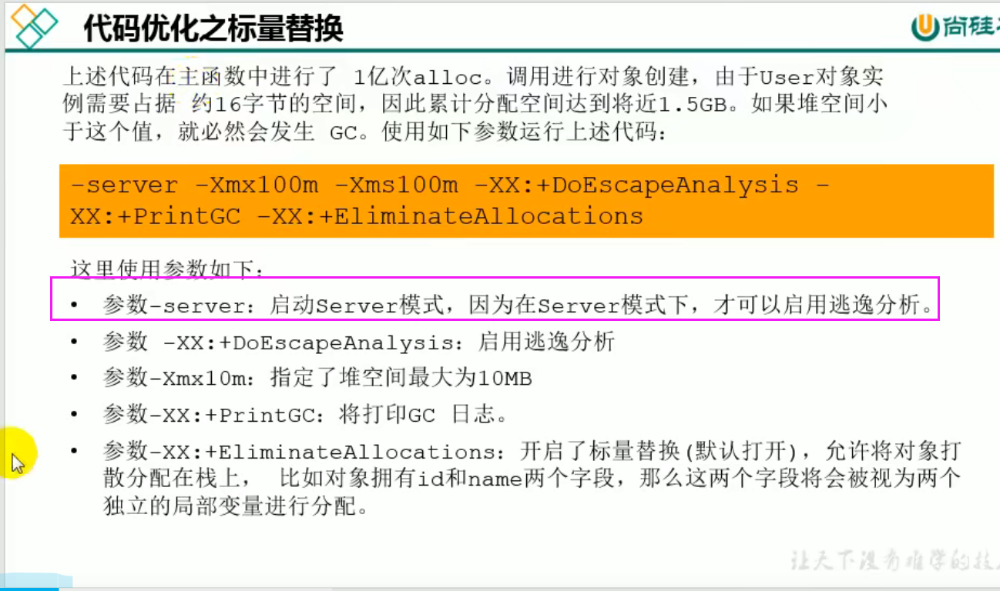 代码优化之标量替换
尚硅
上述代码在主函数中进行了 1亿次alloc。调用进行对象创建，由于User对象实
例需要占据 约16字节的空间，因此累计分配空间达到将近1.5GB。如果堆空间小
于这个值，就必然会发生 GC。使用如下参数运行上述代码：
-server -Xmx100m -Xms100m -XX:+DoEscapeAnalysis -
XX:+PrintGC -XX:+EliminateAllocations
这里使用参数如下：
• 参数-server：启动Server模式，因为在Server模式下，才可以启用逃逸分析。
• 参数 -XX:+DoEscapeAnalysis：启用逃逸分析
• 参数-Xmx10m：指定了堆空间最大为10MB
• 参数-XX:+PrintGC：将打印GC 日志。
• 参数-XX:+EliminateAllocations：开启了标量替换(默认打开)，允许将对象打
散分配在栈上， 比如对象拥有id和name两个字段，那么这两个字段将会被视为两个
独立的局部变量进行分配。
让天下没有难学的技